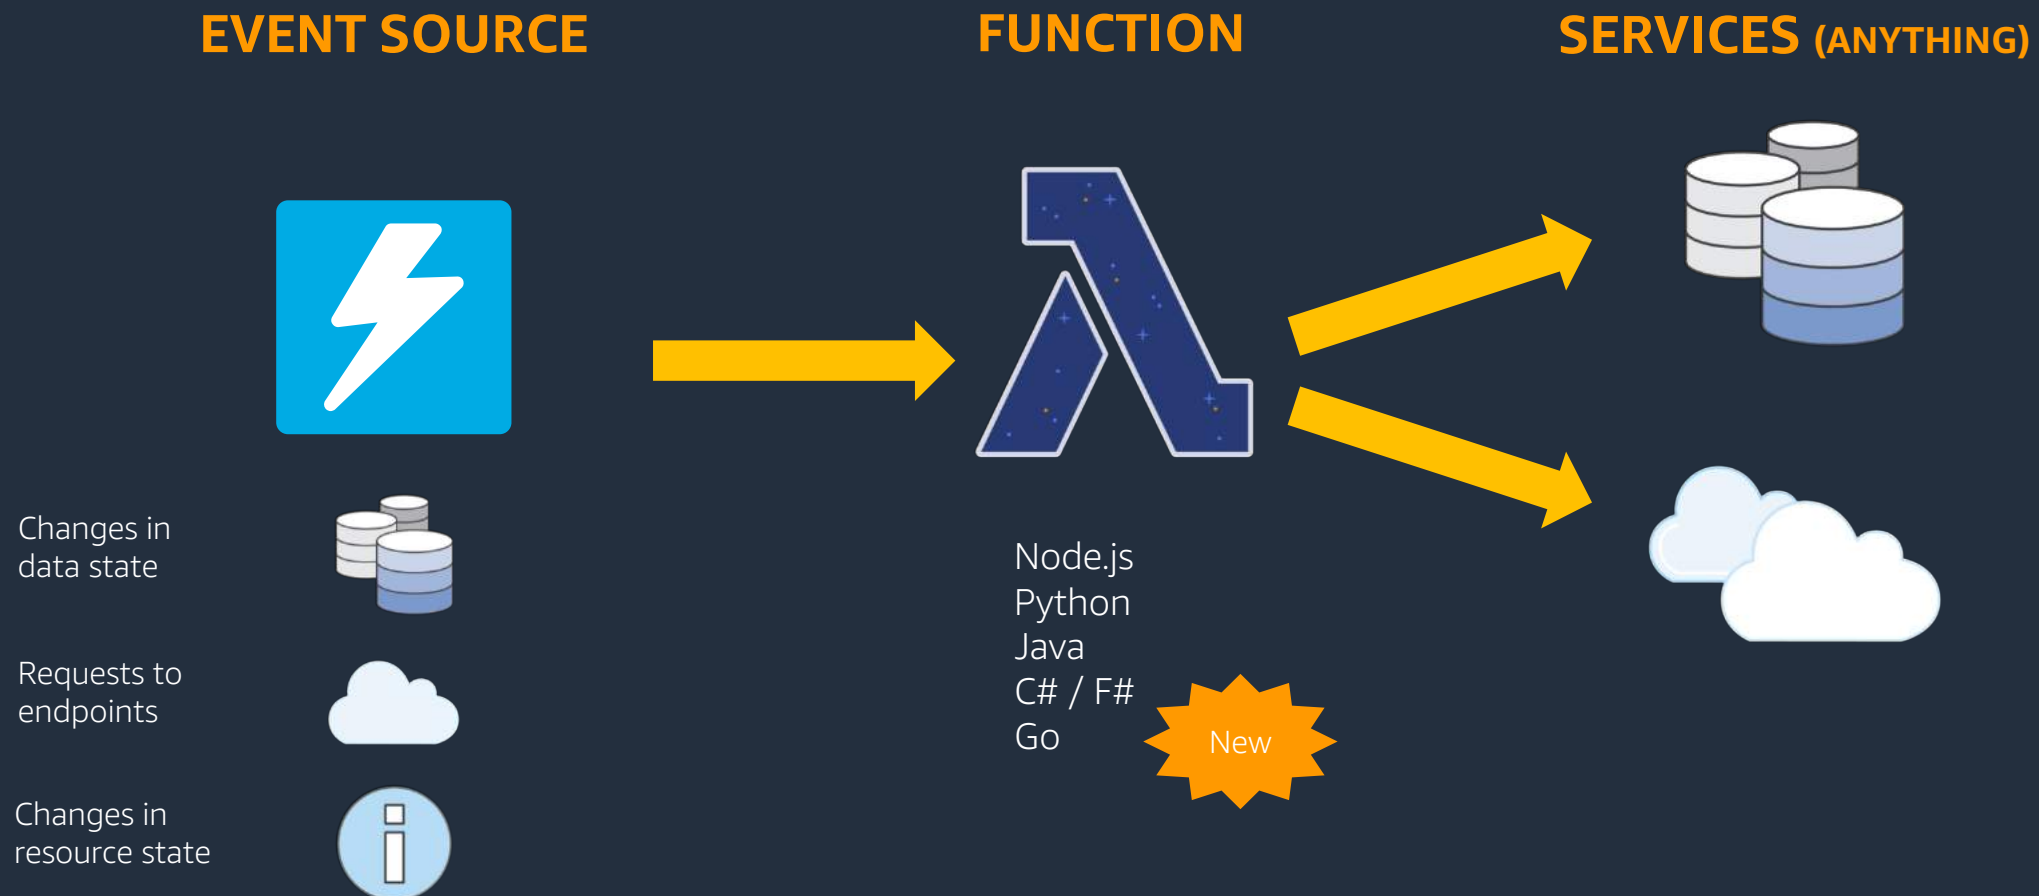 EVENT SOURCE
FUNCTION
SERVICES (ANYTHING)
Changes in
data state
Requests to
endpoints
Changes in
resource state
Node.js
Python
Java
C# / F#
Go
New